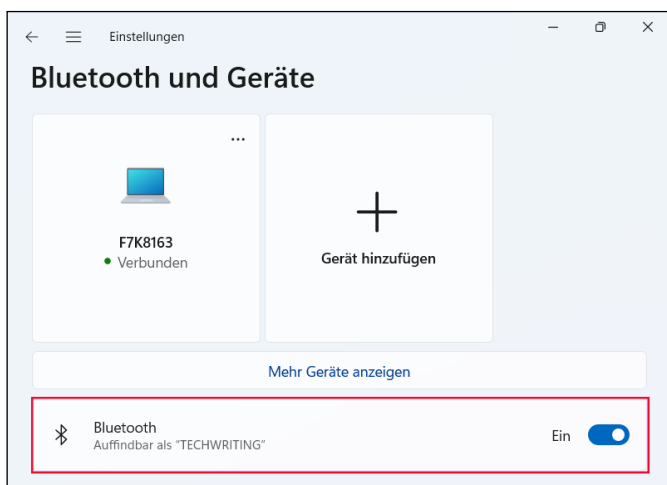 Einstellungen
Bluetooth und Geräte
F7K8163
Verbunden
Gerät hinzufügen
Mehr Geräte anzeigen
Bluetooth
Auffindbar als "TECHWRITING"
Ein